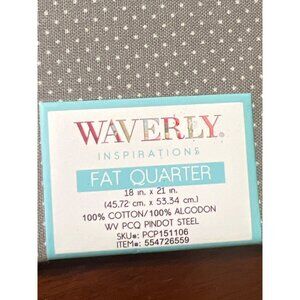 WAVERLY®
INSPIRATIONS
FAT QUARTER
18 in. x 21 in.
(45.72 cm. x 53.34 cm.)
100% COTTON/100% ALGODON
WV PCQ PINDOT STEEL
SKU#: PCP151106
ITEM#: 554726559